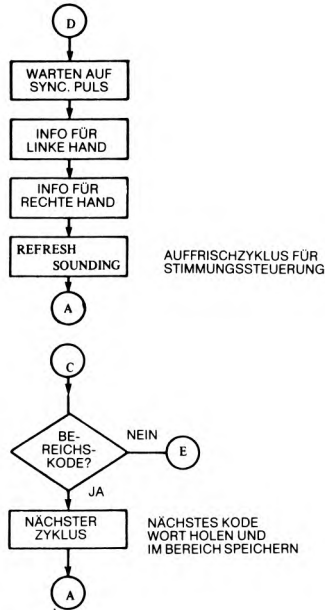 D
WARTEN AUF
SYNC. PULS
INFO FÜR
LINKE HAND
INFO FÜR
RECHTE HAND
REFRESH
SOUNDING
AUFFRISCHZYKLUS FÜR
STIMMUNGSSTEUERUNG
A
C
BE-
REICHS-
KODE?
NEIN
E
JA
NÄCHSTER
ZYKLUS
NÄCHSTES KODE
WORT HOLEN UND
IM BEREICH SPEICHERN
A